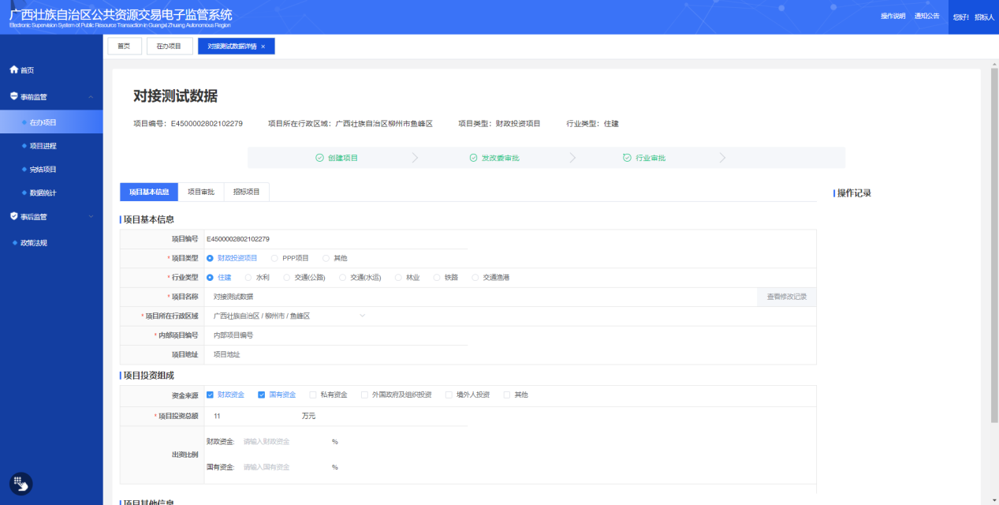 广西壮族自治区公共资源交易电子监管系统
Electronic Supervision System of Public Resource Transaction in Guangxi Zhuang Autonomous Region
操作说明 通知公告 您好! 招标人
首页 在办项目 对接测试数据详情 ×
首页
事前监管
在办项目
项目进程
完结项目
数据统计
事后监管
政策法规
对接测试数据
项目编号: E4500002802102279 项目所在行政区域: 广西壮族自治区柳州市鱼峰区 项目类型: 财政投资项目 行业类型: 住建
创建项目 发改委审批 行业审批
项目基本信息 项目审批 招标项目
操作记录
项目基本信息
项目编号 E4500002802102279
* 项目类型 财政投资项目 PPP项目 其他
* 行业类型 住建 水利 交通(公路) 交通(水运) 林业 铁路 交通渔港
* 项目名称 对接测试数据 查看修改记录
* 项目所在行政区域 广西壮族自治区 / 柳州市 / 鱼峰区
* 内部项目编号 内部项目编号
项目地址 项目地址
项目投资组成
资金来源 财政资金 国有资金 私有资金 外国政府及组织投资 境外人投资 其他
* 项目投资总额 11 万元
出资比例
财政资金: 请输入财政资金 %
国有资金: 请输入国有资金 %
项目其他信息